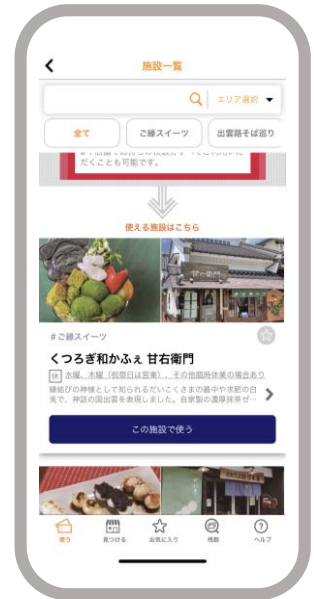 施設一覧
エリア選択
全て
ご縁スイーツ
出雲路そば巡り
だくことも可能です。
使える施設はこちら
#ご縁スイーツ
くつろぎ和かふぇ 甘右衛門
休 水曜、木曜(祝祭日は営業)、その他臨時休業の場合あり
縁結びの神様として知られるだいこくさまの最中や求肥の白
兎で、神話の国出雲を表現しました。自家製の濃厚抹茶ゼ…
この施設で使う
使う
見つける
お気に入り
残数
ヘルプ